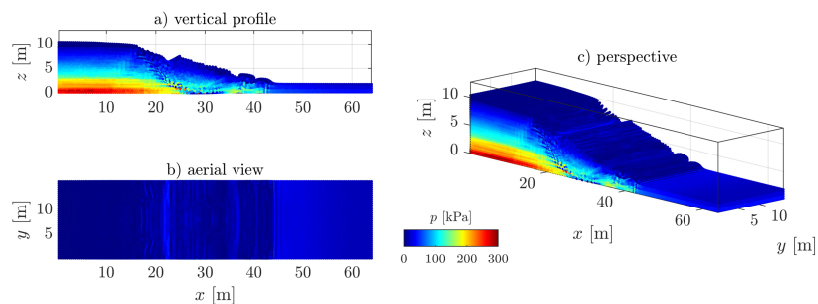 a) vertical profile
z [m]
10
5
0
10 20 30 40 50 60
b) aerial view
y [m]
10
5
10 20 30 40 50 60
x [m]
c) perspective
z [m]
10
5
0
20
40
60
x [m]
5
10
y [m]
p [kPa]
0 100 200 300